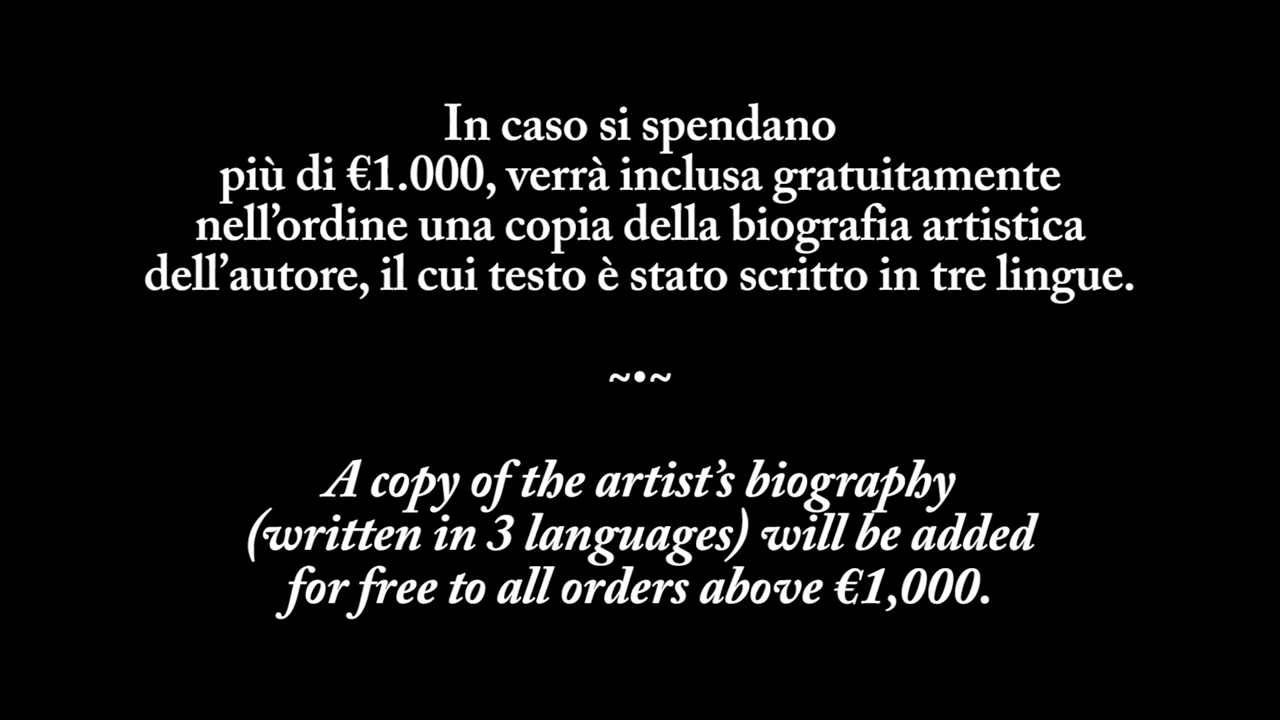 In caso si spendano
più di €1.000, verrà inclusa gratuitamente
nell’ordine una copia della biografia artistica
dell’autore, il cui testo è stato scritto in tre lingue.
~•~
A copy of the artist’s biography
(written in 3 languages) will be added
for free to all orders above €1,000.